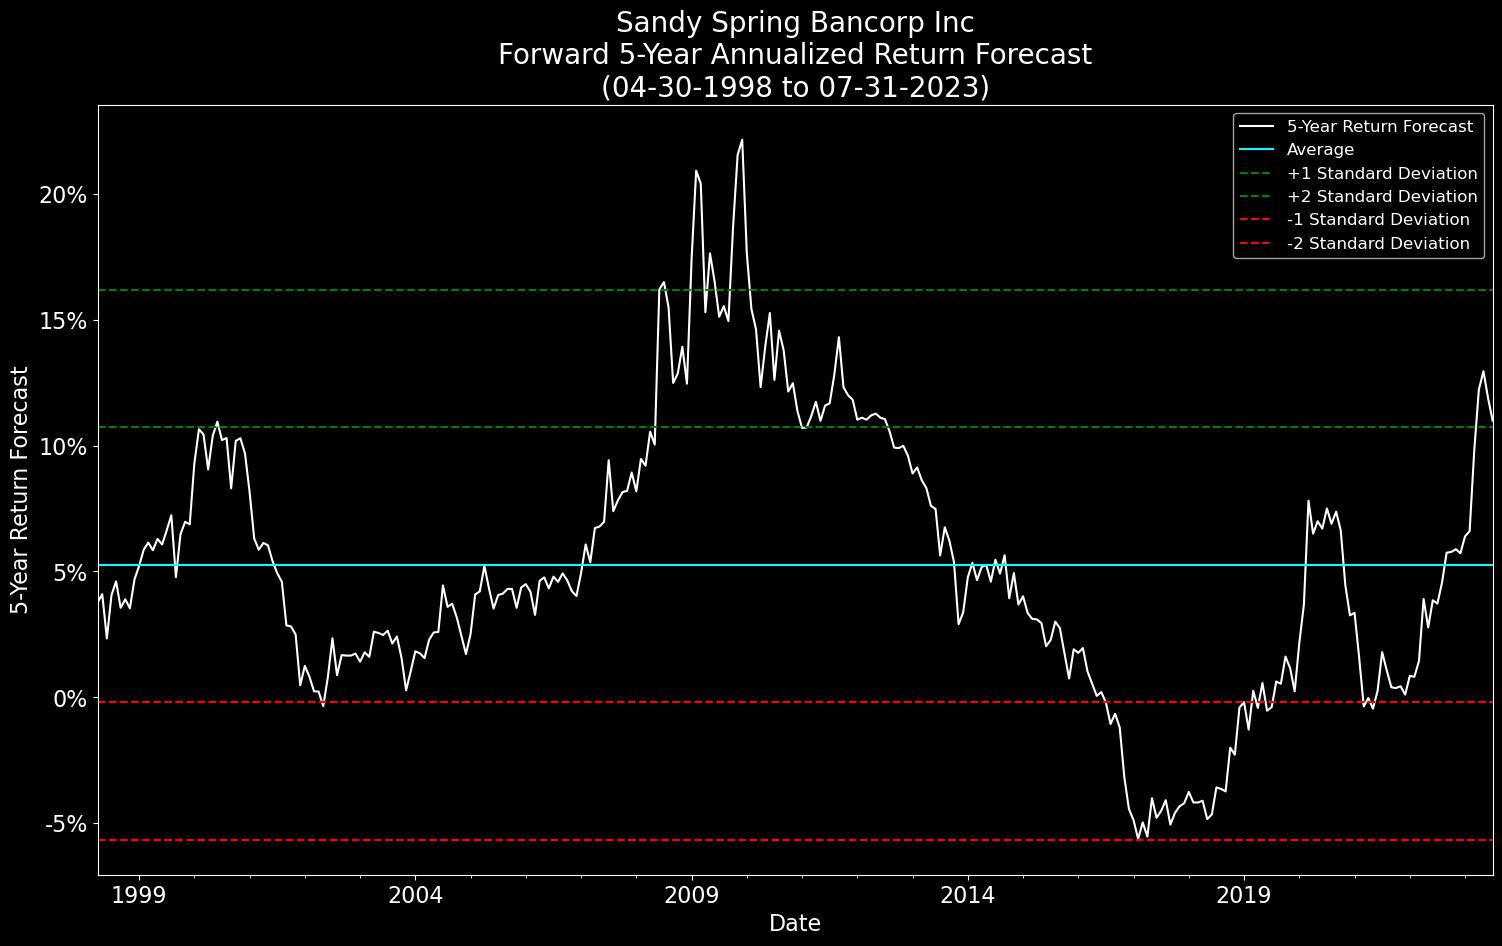 Sandy Spring Bancorp Inc
Forward 5-Year Annualized Return Forecast
(04-30-1998 to 07-31-2023)
5-Year Return Forecast
Average
+1 Standard Deviation
+2 Standard Deviation
-1 Standard Deviation
-2 Standard Deviation
20%
15%
10%
5%
0%
-5%
5-Year Return Forecast
1999
2004
2009
2014
2019
Date